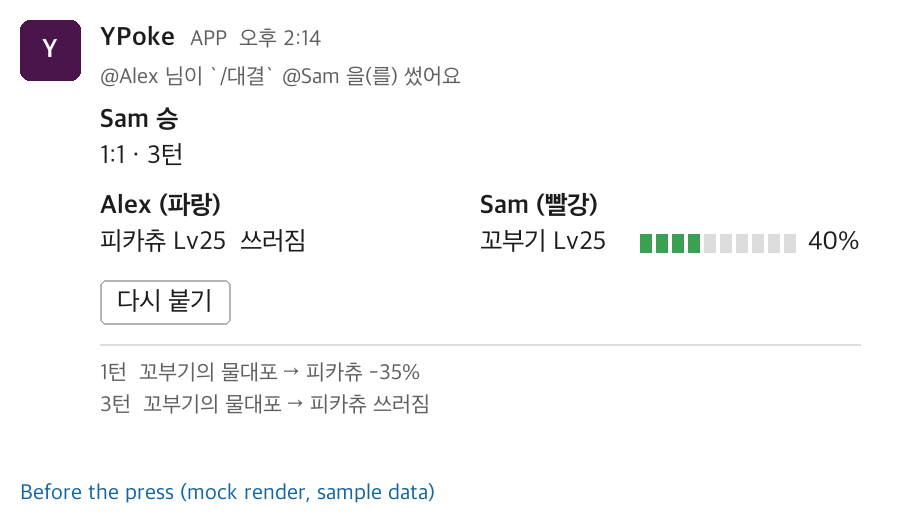 Y
YPoke APP 오후 2:14
@Alex 님이 `/대결` @Sam 을(를) 썼어요
Sam 승
1:1 · 3턴
Alex (파랑)
피카츄 Lv25 쓰러짐
Sam (빨강)
꼬부기 Lv25 40%
다시 붙기
1턴 꼬부기의 물대포 → 피카츄 -35%
3턴 꼬부기의 물대포 → 피카츄 쓰러짐
Before the press (mock render, sample data)